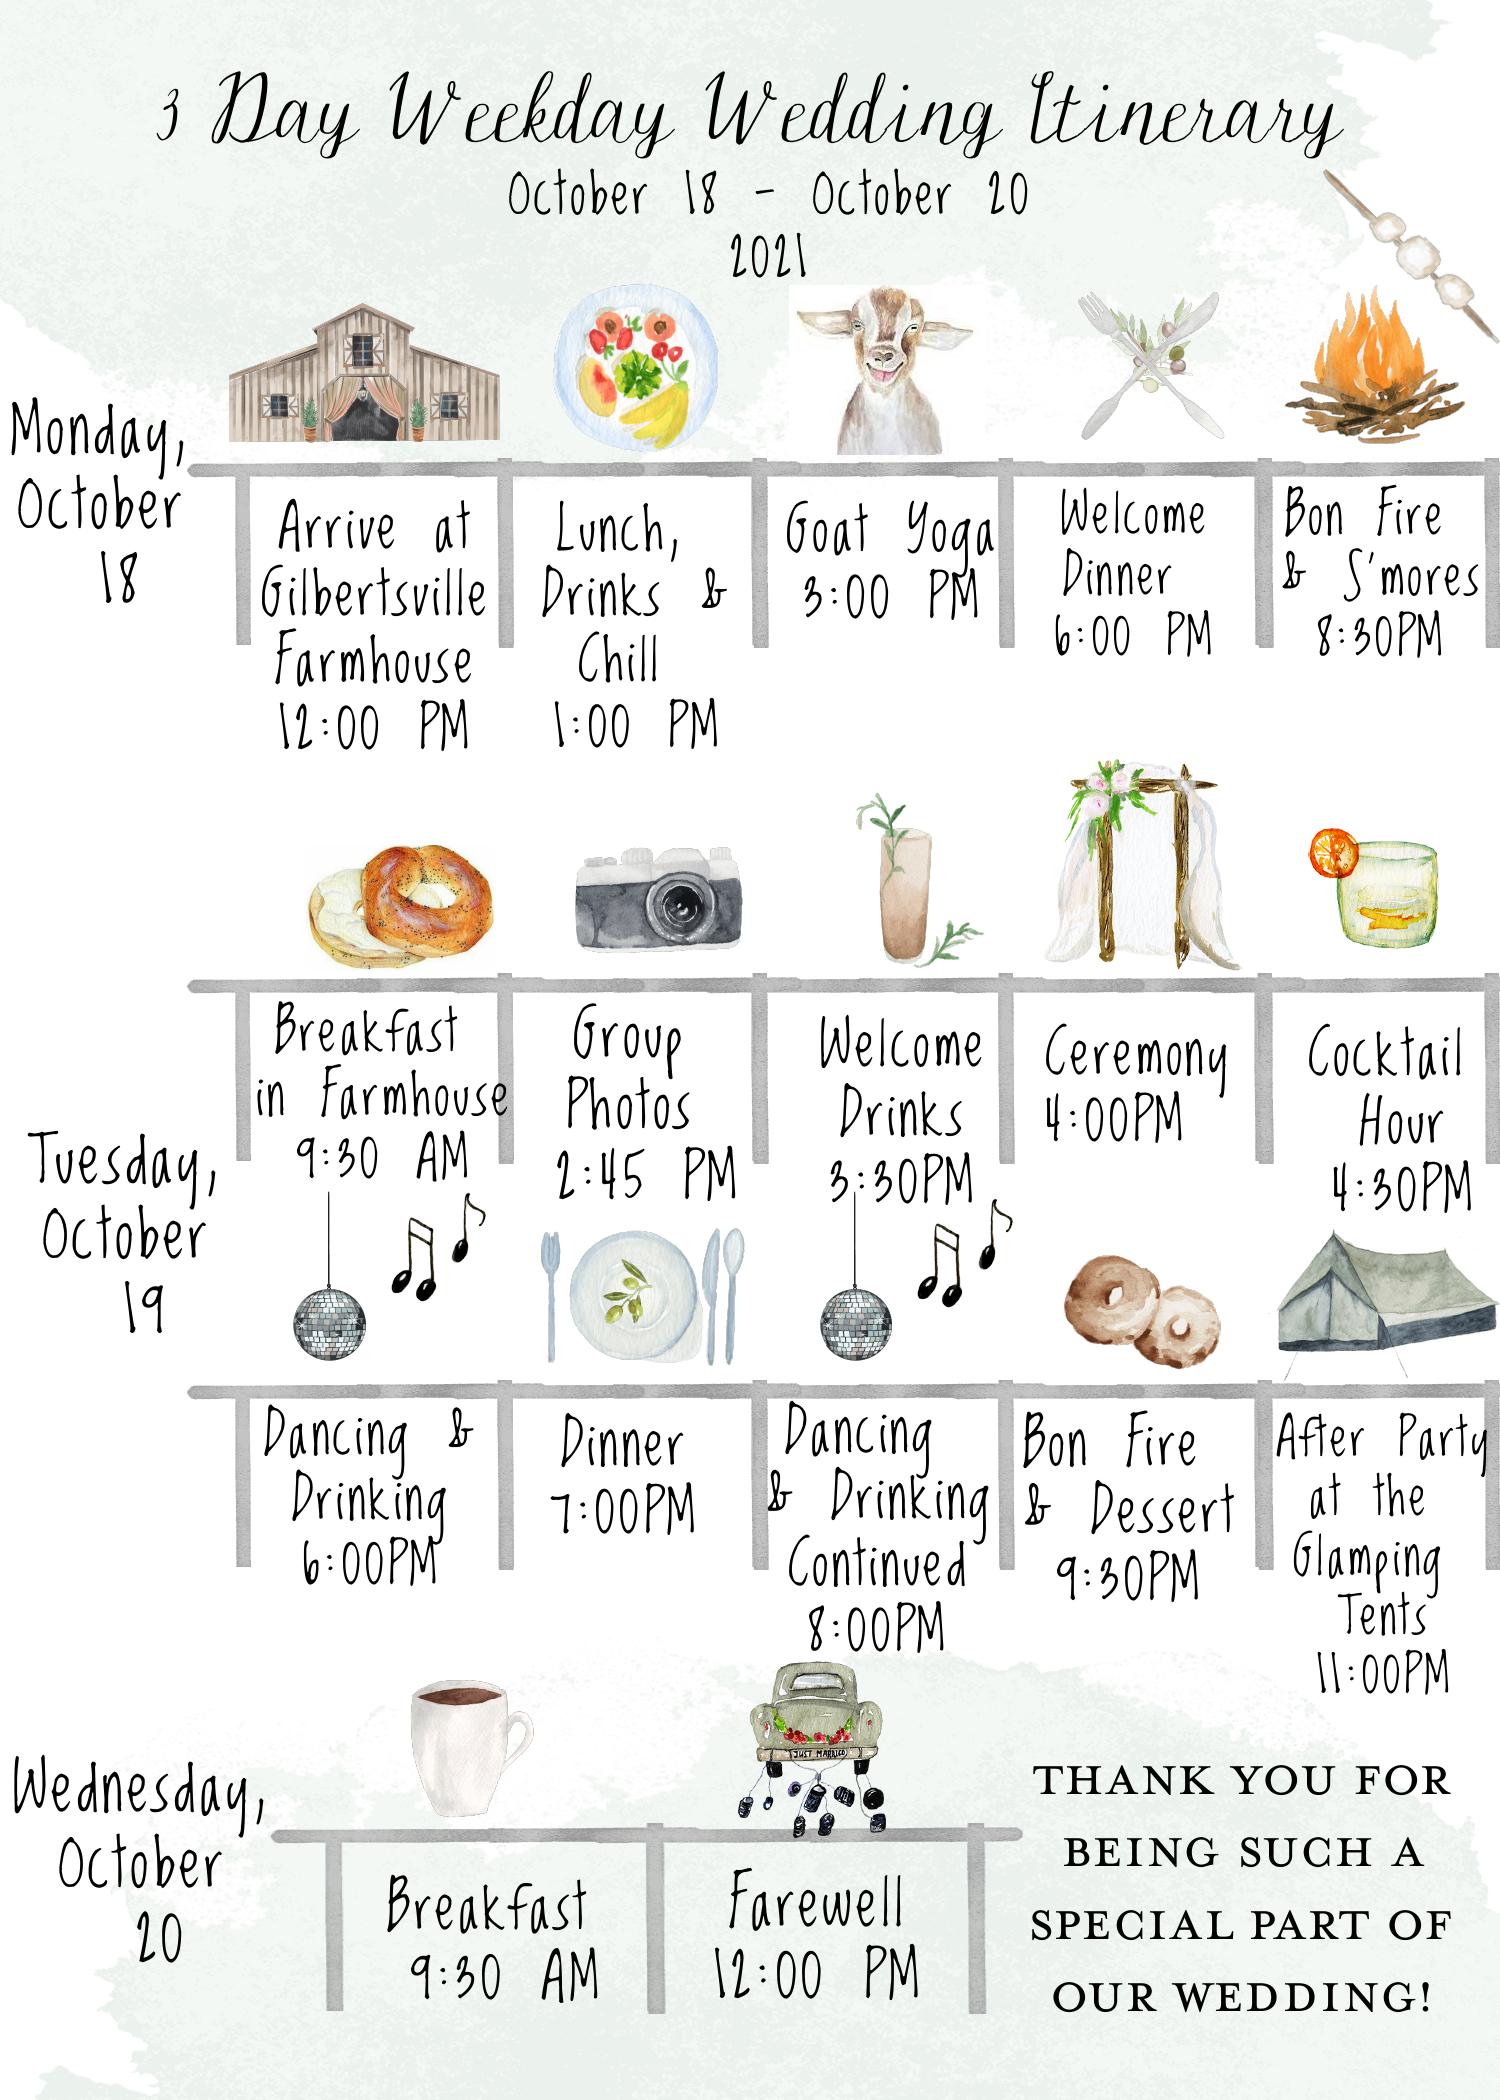 3 Day Weekday Wedding Itinerary
October 18 - October 20
2021
Monday,
October
18
Arrive at
Gilbertsville
Farmhouse
12:00 PM
Lunch,
Drinks &
Chill
1:00 PM
Goat Yoga
3:00 PM
Welcome
Dinner
6:00 PM
Bon Fire
& S'mores
8:30PM
Tuesday,
October
19
Breakfast
in Farmhouse
9:30 AM
Group
Photos
2:45 PM
Welcome
Drinks
3:30PM
Ceremony
4:00PM
Cocktail
Hour
4:30PM
Dancing &
Drinking
6:00PM
Dinner
7:00PM
Dancing
& Drinking
Continued
8:00PM
Bon Fire
& Dessert
9:30PM
After Party
at the
Glamping
Tents
11:00PM
Wednesday,
October
20
JUST MARRIED
Breakfast
9:30 AM
Farewell
12:00 PM
THANK YOU FOR
BEING SUCH A
SPECIAL PART OF
OUR WEDDING!